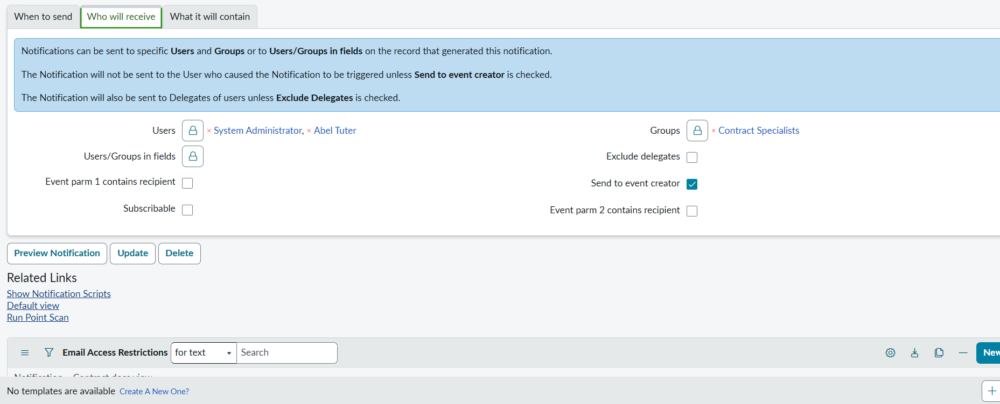 When to send
Who will receive
What it will contain
Notifications can be sent to specific Users and Groups or to Users/Groups in fields on the record that generated this notification.
The Notification will not be sent to the User who caused the Notification to be triggered unless Send to event creator is checked.
The Notification will also be sent to Delegates of users unless Exclude Delegates is checked.
Users × System Administrator, × Abel Tuter
Groups × Contract Specialists
Users/Groups in fields
Exclude delegates
Event parm 1 contains recipient
Send to event creator
Subscribable
Event parm 2 contains recipient
Preview Notification
Update
Delete
Related Links
Show Notification Scripts
Default view
Run Point Scan
Email Access Restrictions
for text
Search
New
No templates are available Create A New One?